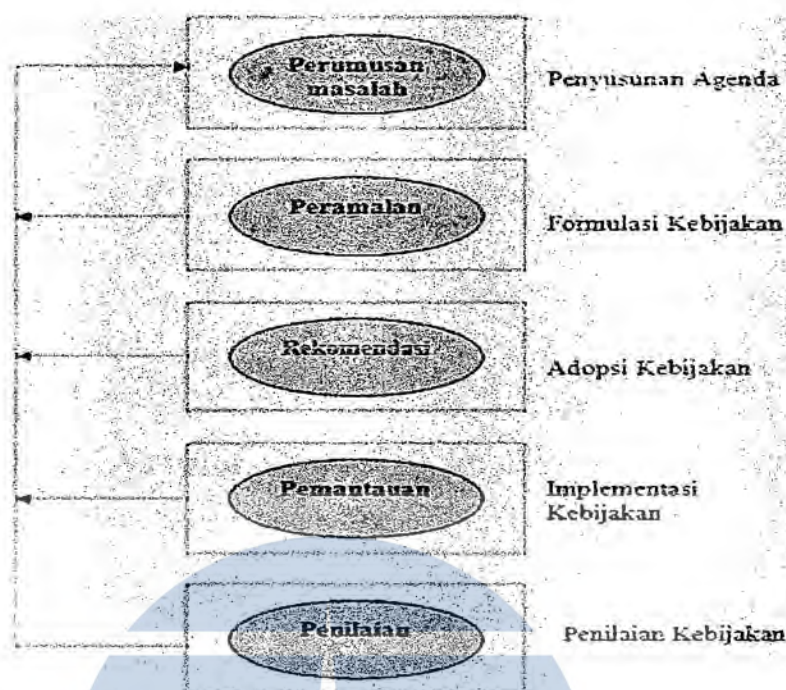 Perumusan
masalah
Penyusunan Agenda
Peramalan
Formulasi Kebijakan
Rekomendasi
Adopsi Kebijakan
Pemantauan
Implementasi
Kebijakan
Penilaian
Penilaian Kebijakan